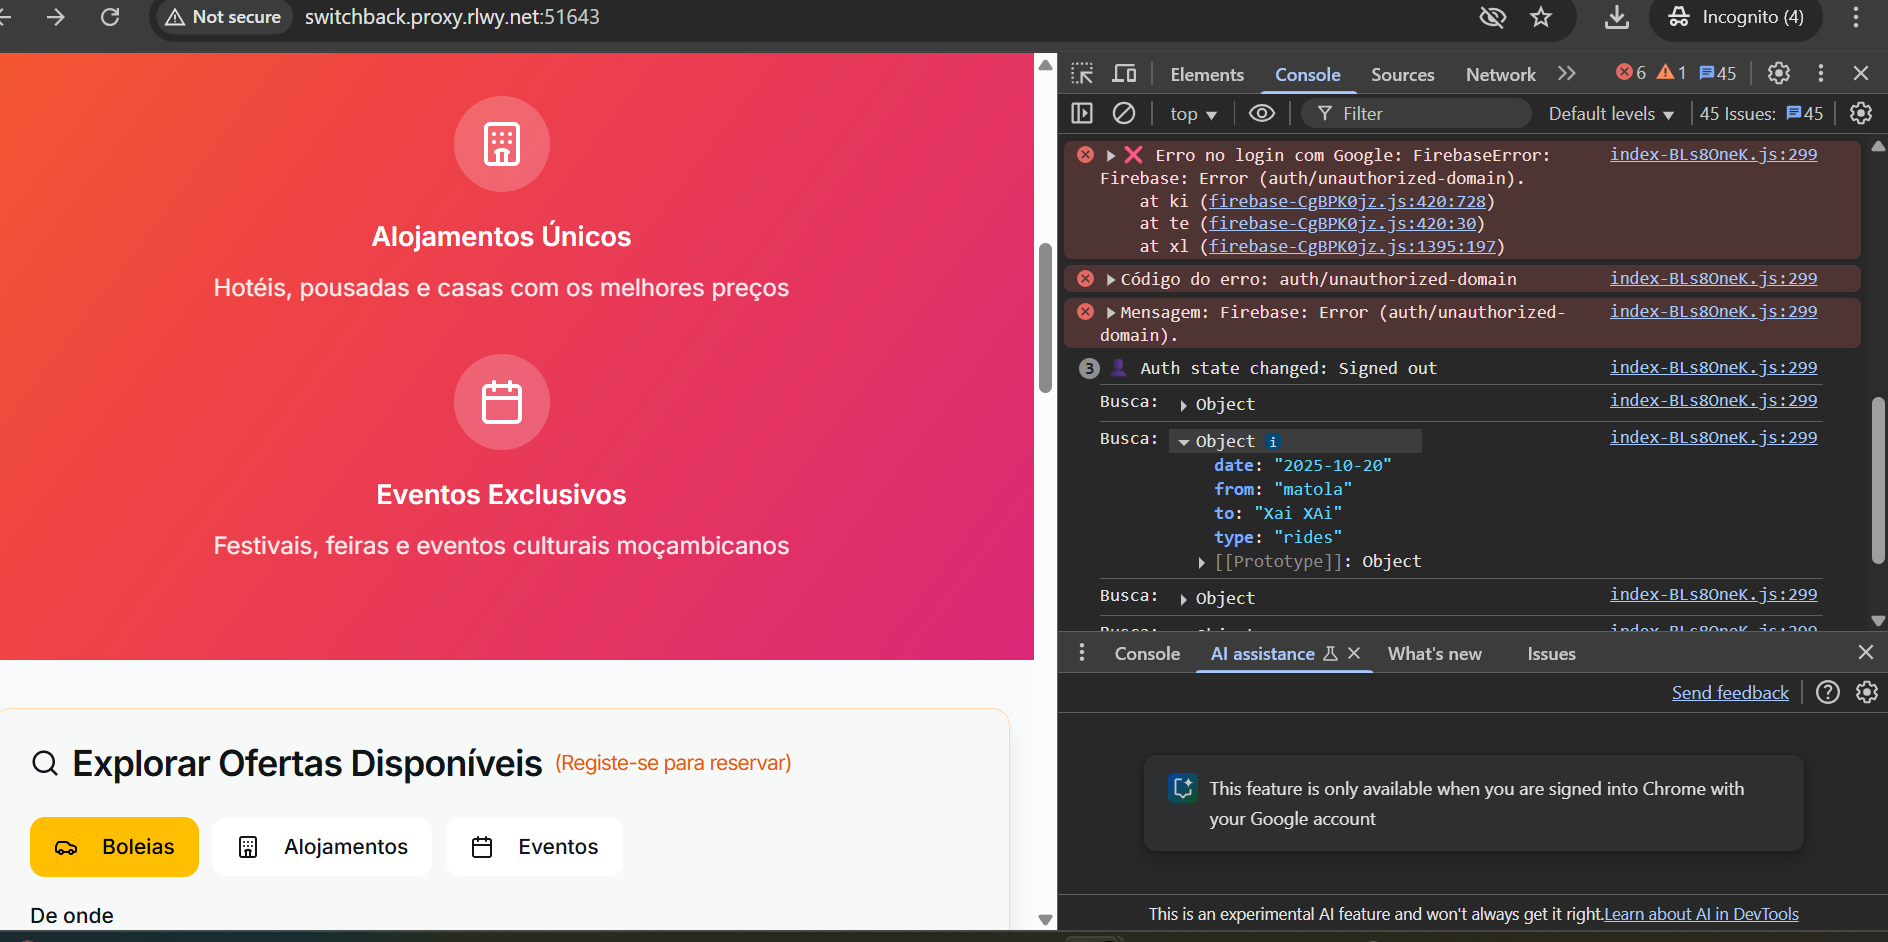 Not secure
switchback.proxy.rlwy.net:51643
Incognito (4)
Alojamentos Únicos
Hotéis, pousadas e casas com os melhores preços
Eventos Exclusivos
Festivais, feiras e eventos culturais moçambicanos
Explorar Ofertas Disponíveis (Registe-se para reservar)
Boleias
Alojamentos
Eventos
De onde
Elements
Console
Sources
Network
6
1
45
top
Filter
Default levels
45 Issues: 45
❌ Erro no login com Google: FirebaseError: index-BLs8OneK.js:299
Firebase: Error (auth/unauthorized-domain).
at ki (firebase-CgBPK0jz.js:420:728)
at te (firebase-CgBPK0jz.js:420:30)
at xl (firebase-CgBPK0jz.js:1395:197)
Código do erro: auth/unauthorized-domain index-BLs8OneK.js:299
Mensagem: Firebase: Error (auth/unauthorized- index-BLs8OneK.js:299
domain).
3 👤 Auth state changed: Signed out index-BLs8OneK.js:299
Busca: Object index-BLs8OneK.js:299
Busca: Object i index-BLs8OneK.js:299
date: "2025-10-20"
from: "matola"
to: "Xai XAi"
type: "rides"
[[Prototype]]: Object
Busca: Object index-BLs8OneK.js:299
Console
AI assistance
What's new
Issues
Send feedback
This feature is only available when you are signed into Chrome with
your Google account
This is an experimental AI feature and won't always get it right.Learn about AI in DevTools